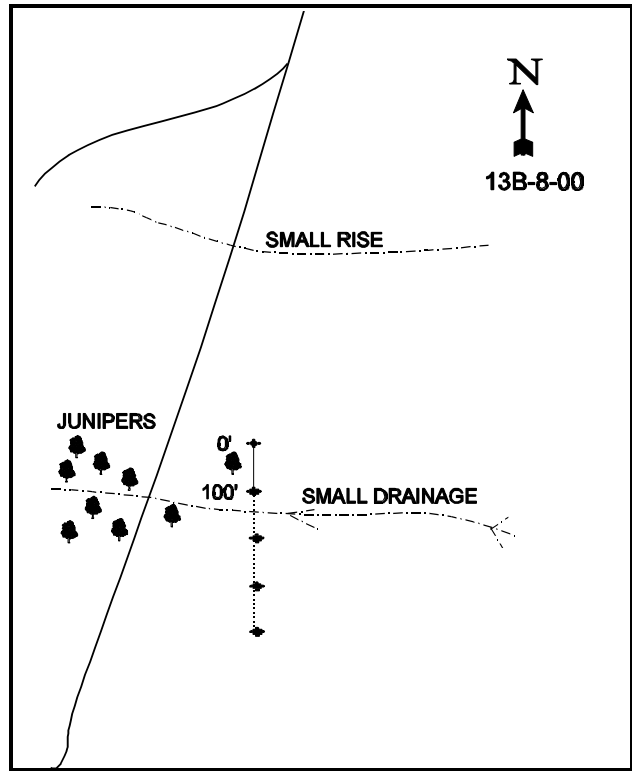 N
13B-8-00
SMALL RISE
JUNIPERS
0'
100'
SMALL DRAINAGE